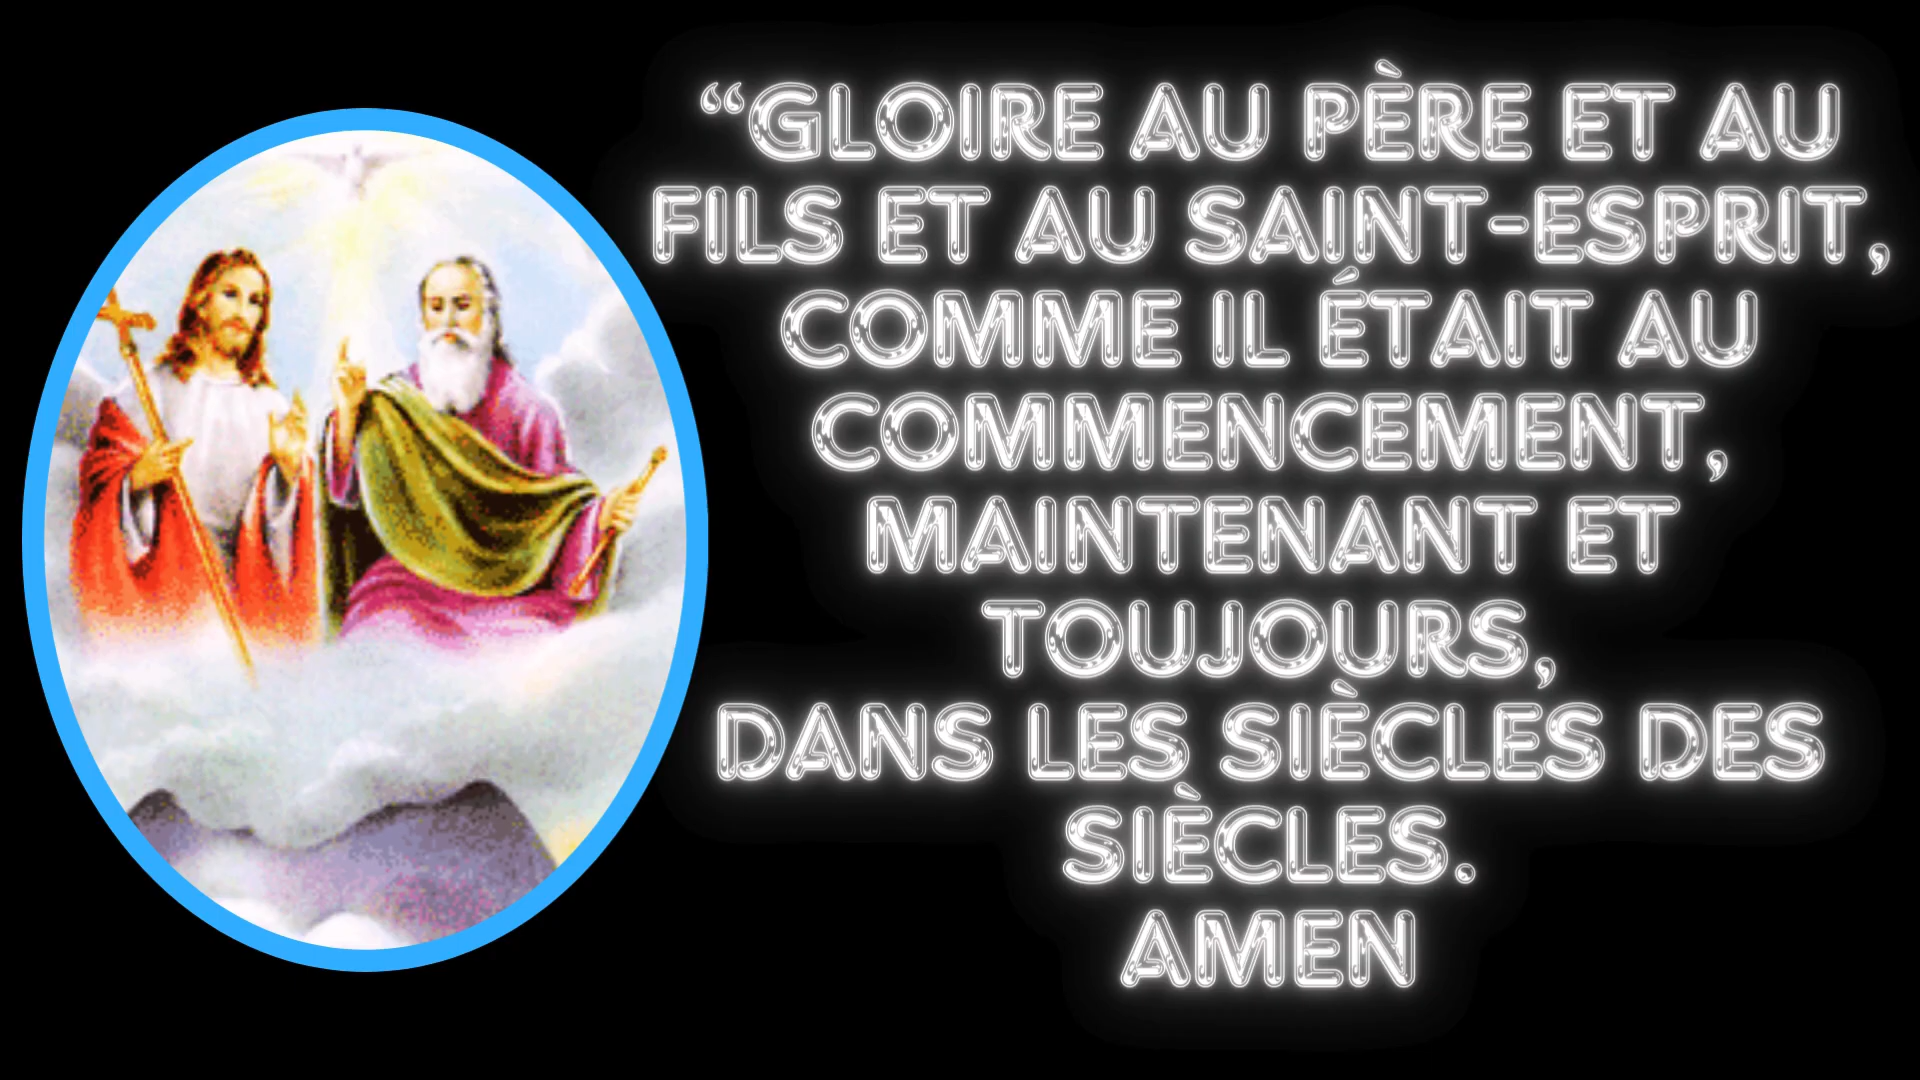 “GLOIRE AU PÈRE ET AU
FILS ET AU SAINT-ESPRIT,
COMME IL ÉTAIT AU
COMMENCEMENT,
MAINTENANT ET
TOUJOURS,
DANS LES SIÈCLES DES
SIÈCLES.
AMEN